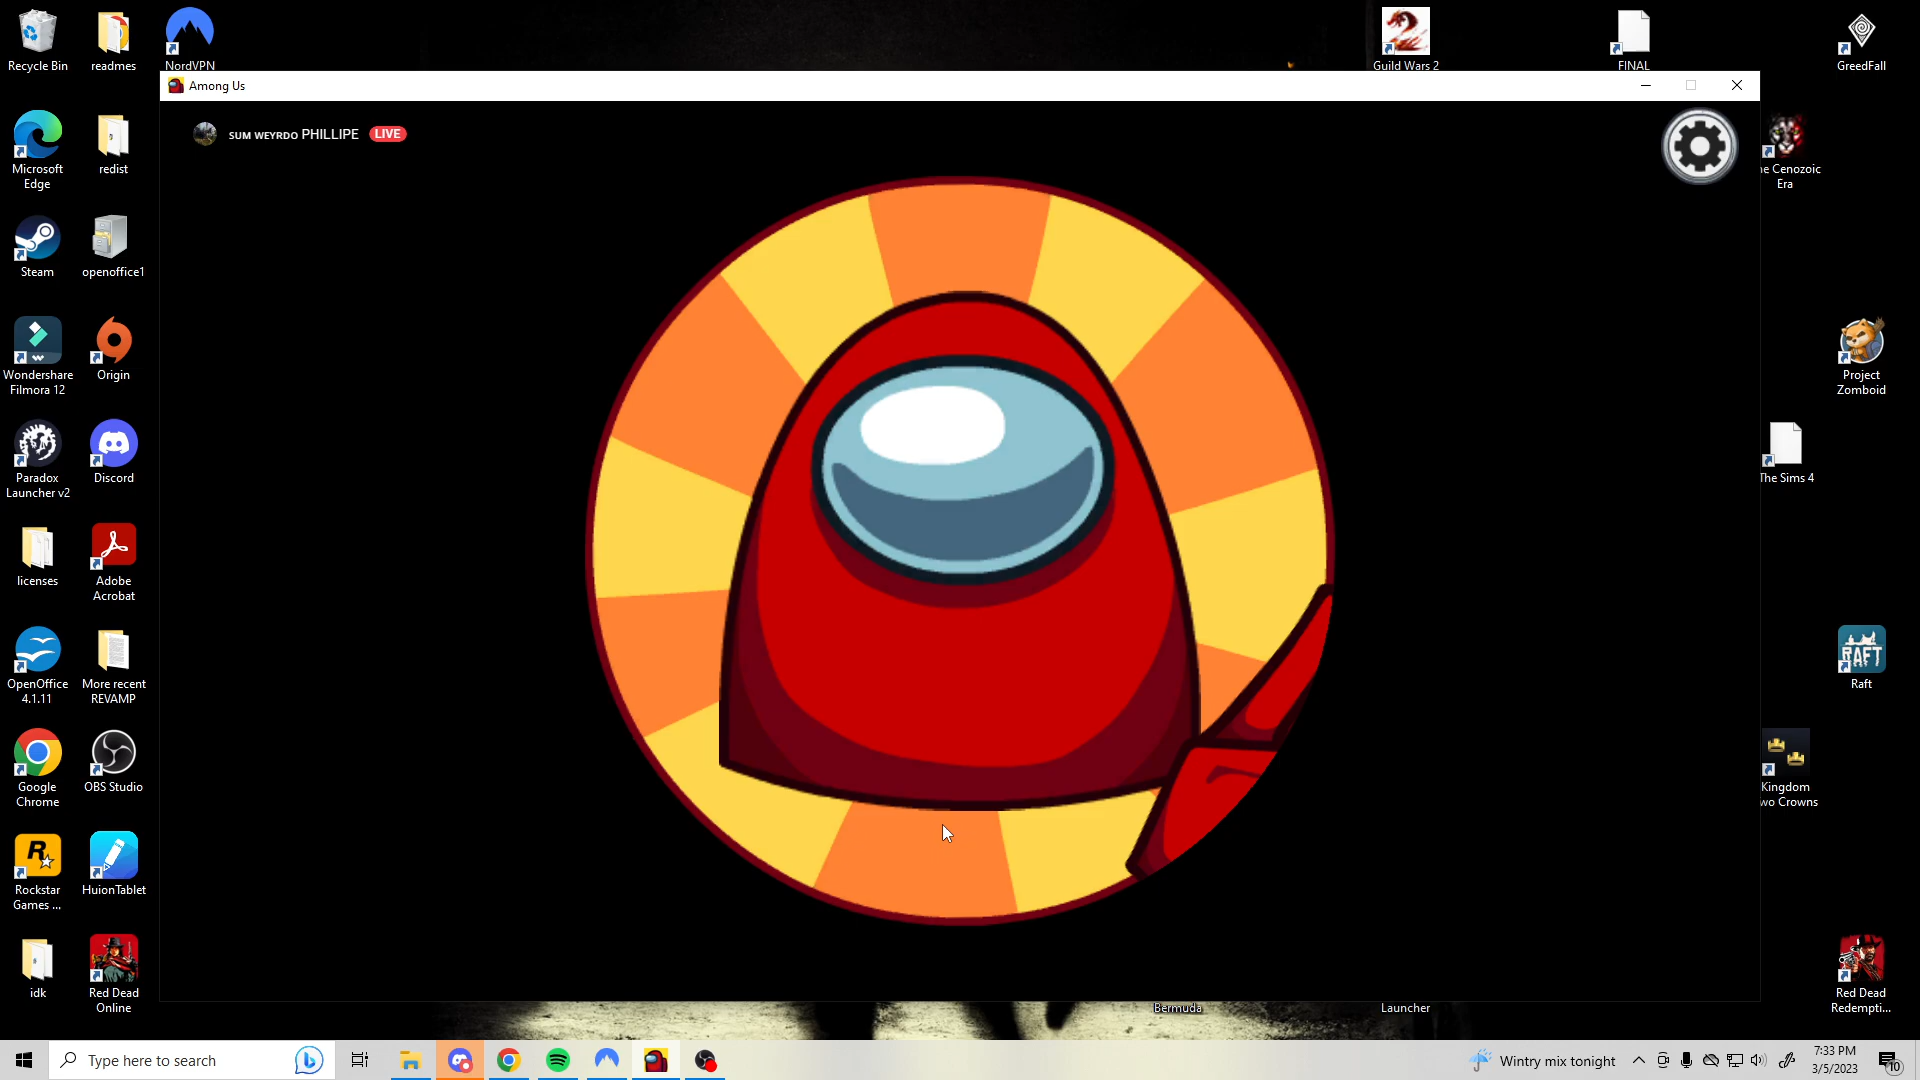 Recycle Bin
readmes
NordVPN
Guild Wars 2
FINAL
GreedFall
Among Us
SUM WEYRDO PHILLIPE LIVE
Microsoft
Edge
redist
e Cenozoic
Era
Steam
openoffice1
Wondershare
Filmora 12
Origin
Project
Zomboid
Paradox
Launcher v2
Discord
The Sims 4
licenses
Adobe
Acrobat
OpenOffice
4.1.11
More recent
REVAMP
RAFT
Raft
Google
Chrome
OBS Studio
Kingdom
wo Crowns
R
Rockstar
Games ...
HuionTablet
idk
Red Dead
Online
Bermuda
Launcher
Red Dead
Redempti...
Type here to search
Wintry mix tonight
7:33 PM
3/5/2023
10